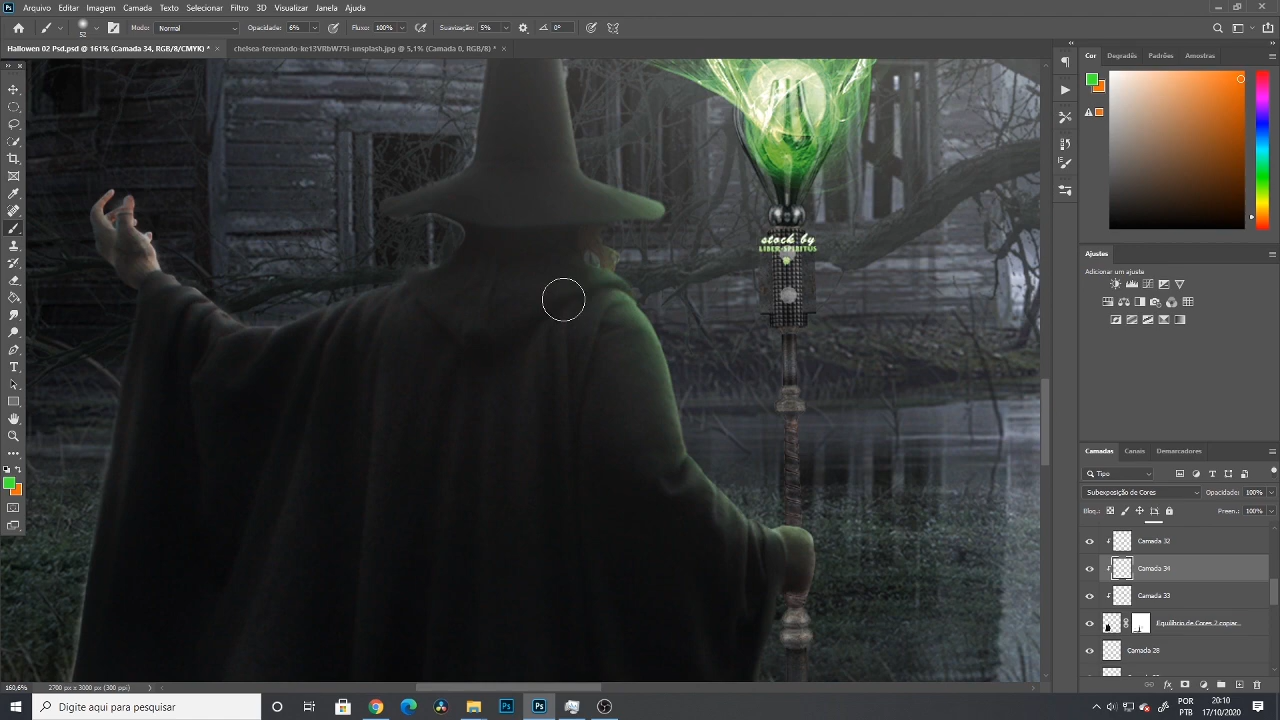 Arquivo Editar Imagem Camada Texto Selecionar Filtro 3D Visualizar Janela Ajuda
52 Modo: Normal Opacidade: 6% Fluxo: 100% Suavização: 5% 0°
Hallowen 02 Psd.psd @ 161% (Camada 34, RGB/8/CMYK) * × chelsea-ferenando-ke13VRbW75I-unsplash.jpg @ 5,1% (Camada 0, RGB/8) * ×
Cor Degradês Padrões Amostras
stock by
LIBER-SPIRITUS
Ajustes
Adicionar um ajuste
Camadas Canais Demarcadores
Tipo
Subexposição de Cores Opacidade: 100%
Bloq.: Preen.: 100%
Camada 32
Camada 34
Camada 33
Equilíbrio de Cores 2 copiar...
Camada 28
160,6% 2700 px x 3000 px (300 ppi)
Digite aqui para pesquisar
POR
PTB
20:10
17/10/2020